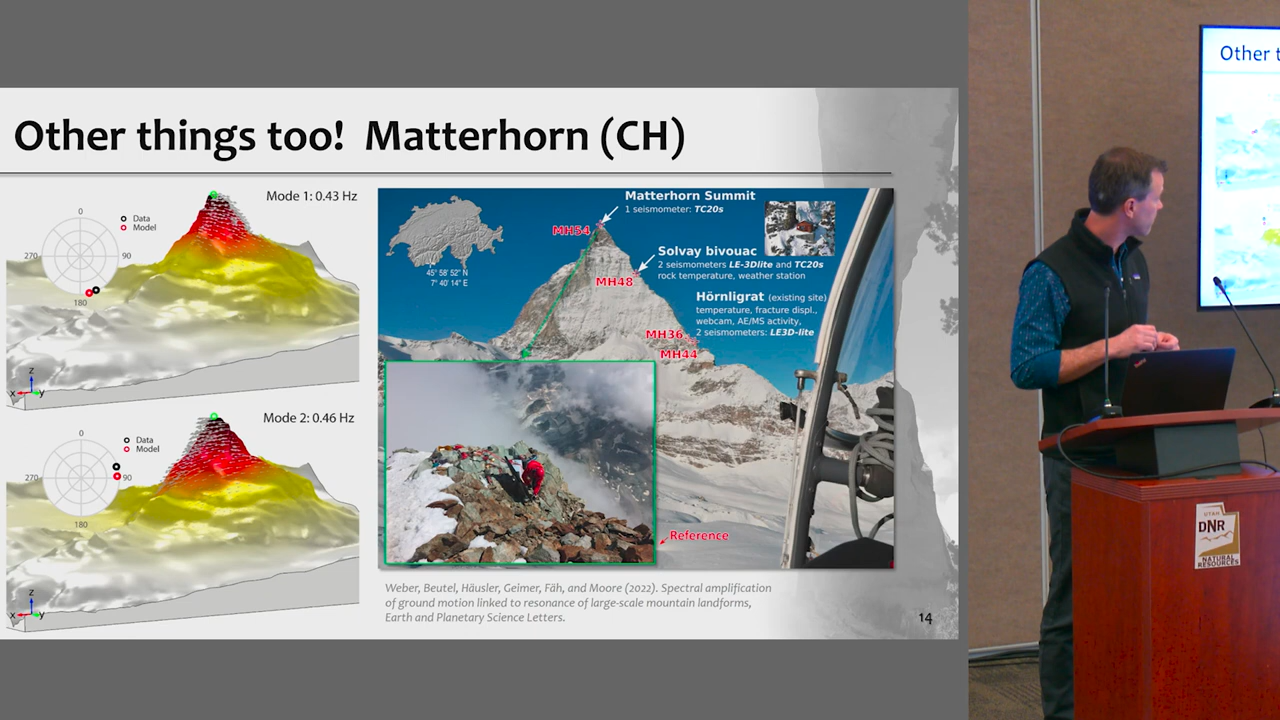 Other things too! Matterhorn (CH)
Mode 1: 0.43 Hz
0
Data
Model
270
90
180
z
x
y
Mode 2: 0.46 Hz
0
Data
Model
270
90
180
z
x
y
45° 58' 52" N
7° 40' 14" E
Matterhorn Summit
1 seismometer: TC20s
MH54
Solvay bivouac
2 seismometers LE-3Dlite and TC20s
rock temperature, weather station
MH48
Hörnligrat (existing site)
temperature, fracture displ.,
webcam, AE/MS activity,
2 seismometers: LE3D-lite
MH36
MH44
Reference
Weber, Beutel, Häusler, Geimer, Fäh, and Moore (2022). Spectral amplification
of ground motion linked to resonance of large-scale mountain landforms,
Earth and Planetary Science Letters.
14
Other t
UTAH
DNR
NATURAL
RESOURCES